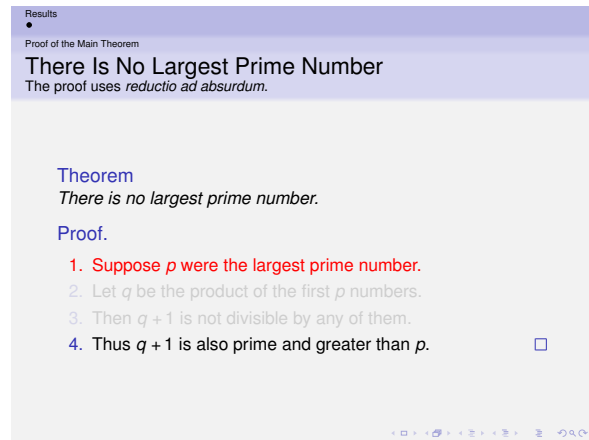 Results
Proof of the Main Theorem
There Is No Largest Prime Number
The proof uses reductio ad absurdum.
Theorem
There is no largest prime number.
Proof.
1. Suppose p were the largest prime number.
2. Let q be the product of the first p numbers.
3. Then q + 1 is not divisible by any of them.
4. Thus q + 1 is also prime and greater than p.